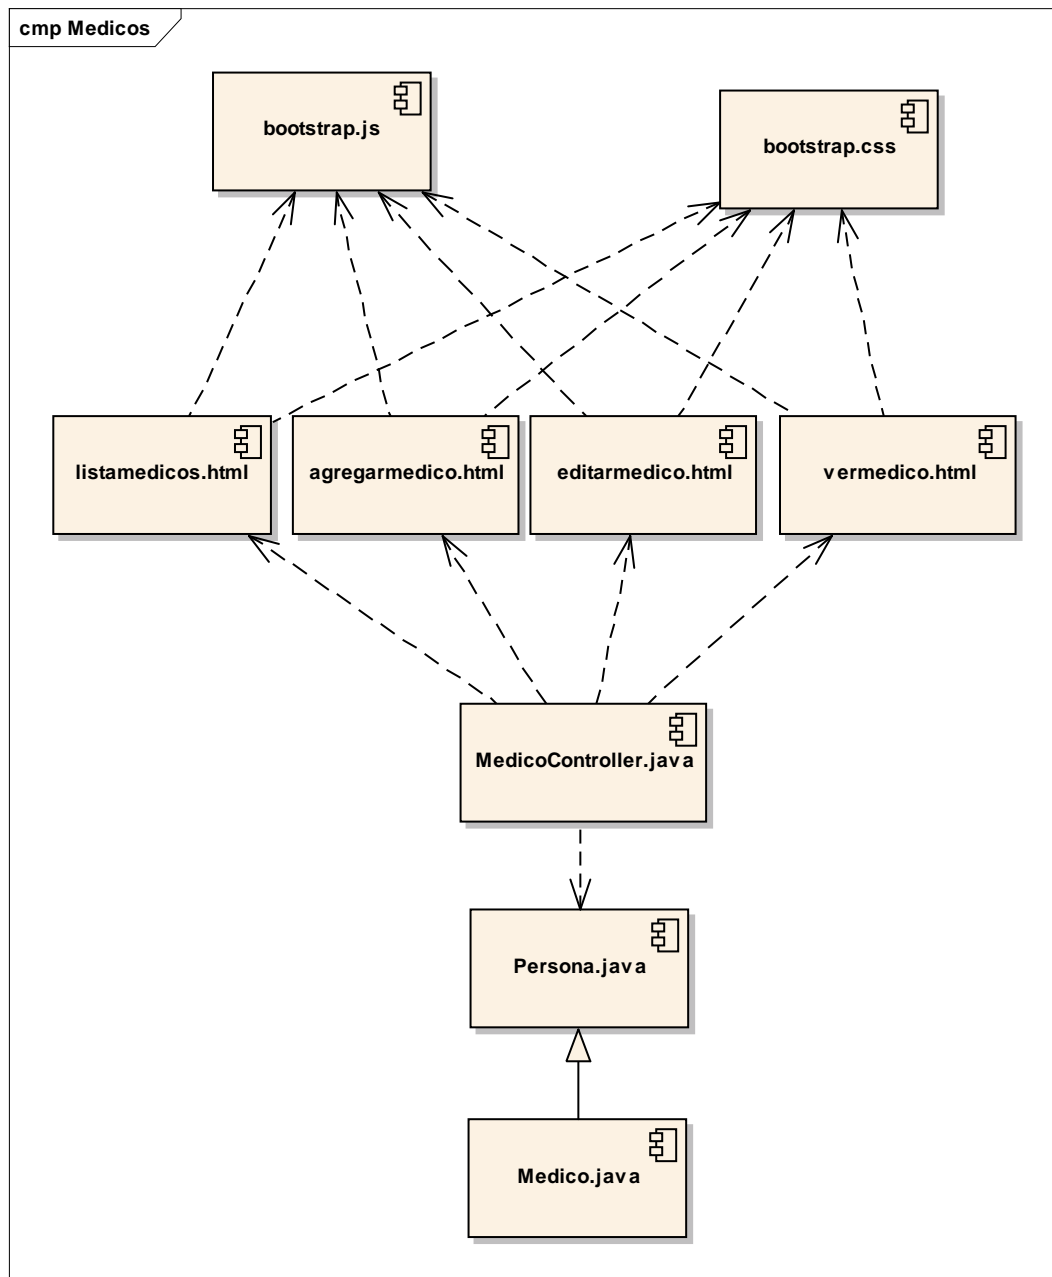 cmp Medicos
bootstrap.js
bootstrap.css
listamedicos.html
agregarmedico.html
editarmedico.html
vermedico.html
MedicoController.java
Persona.java
Medico.java